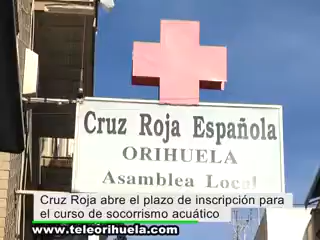 Cruz Roja Española
ORIHUELA
Asamblea Local
Cruz Roja abre el plazo de inscripción para
el curso de socorrismo acuático
www.teleorihuela.com